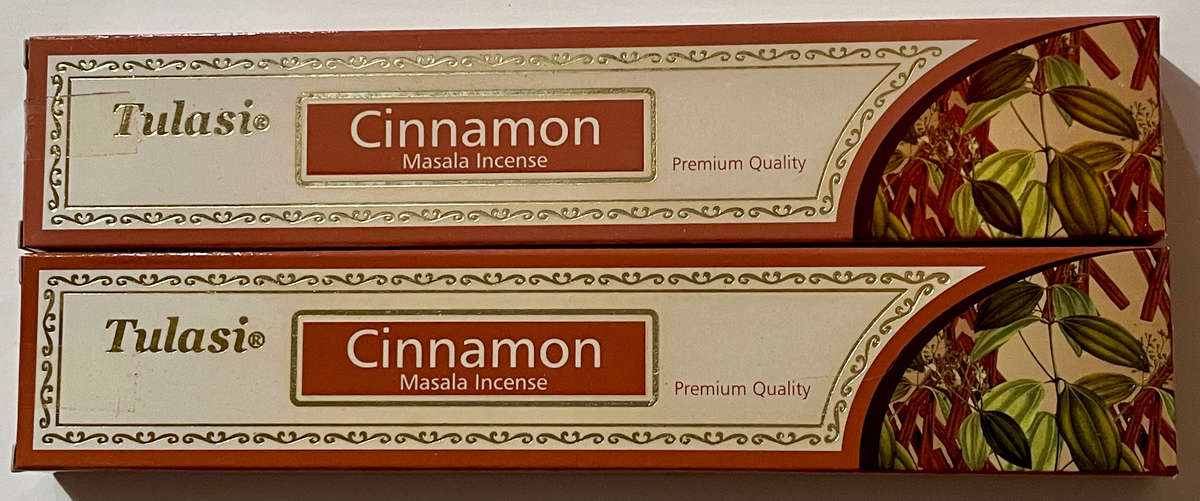 Tulasi®
Cinnamon
Masala Incense
Premium Quality
Tulasi®
Cinnamon
Masala Incense
Premium Quality